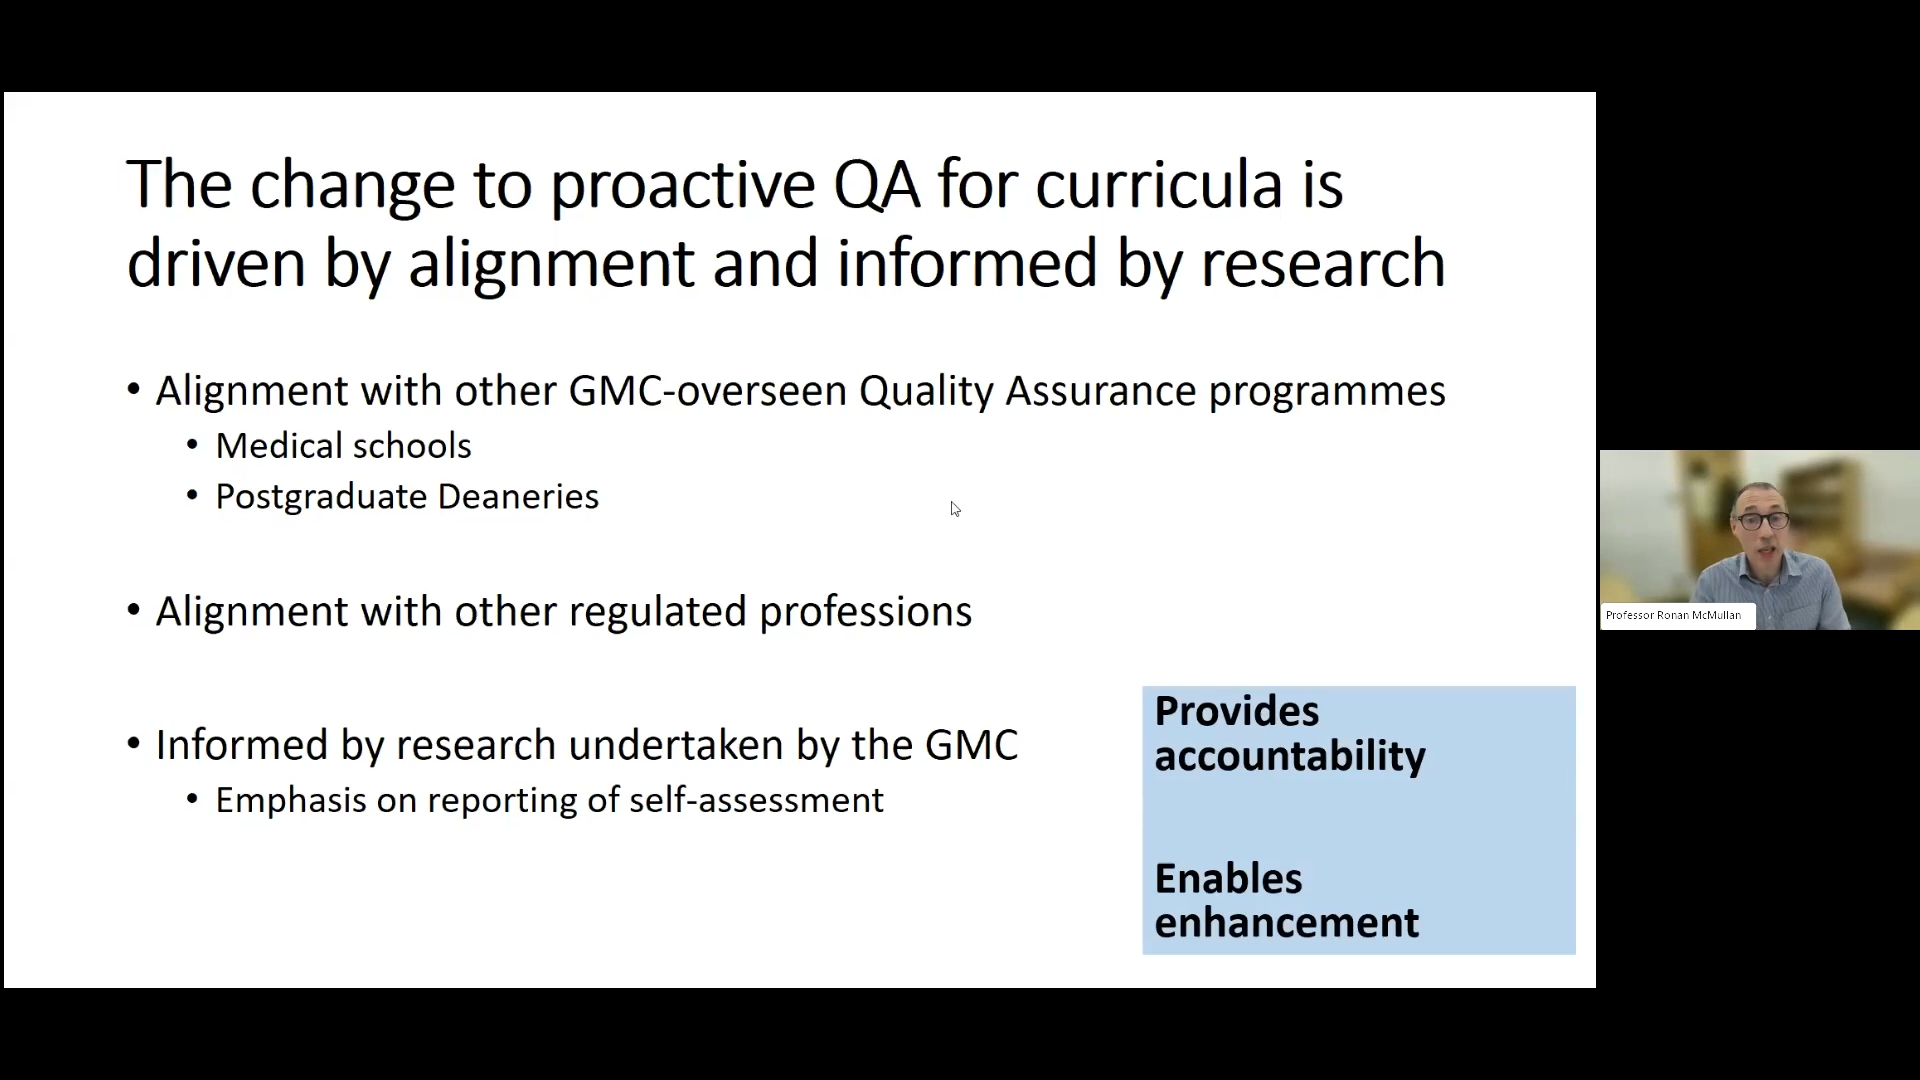 The change to proactive QA for curricula is
driven by alignment and informed by research
• Alignment with other GMC-overseen Quality Assurance programmes
• Medical schools
• Postgraduate Deaneries
• Alignment with other regulated professions
• Informed by research undertaken by the GMC
• Emphasis on reporting of self-assessment
Provides
accountability
Enables
enhancement
Professor Ronan McMullan